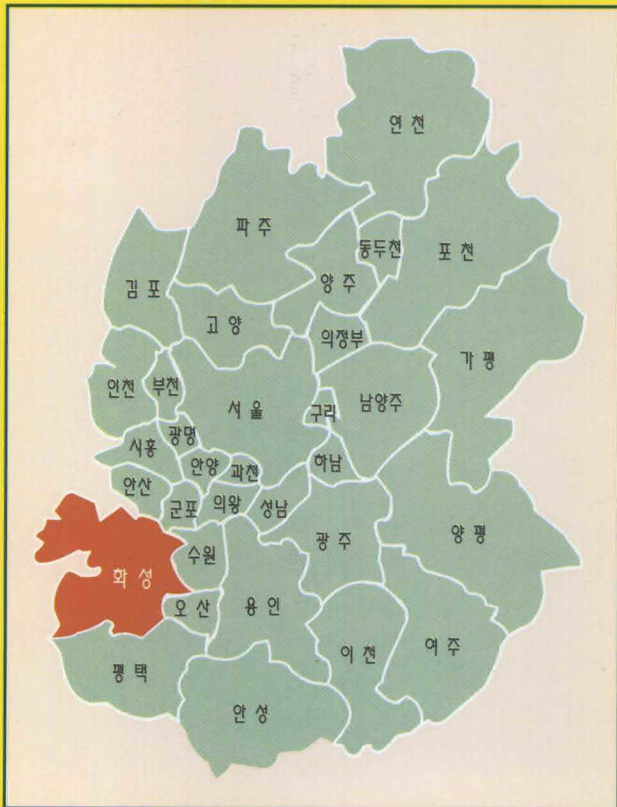 연천
파주
동두천
포천
양주
김포
고양
의정부
가평
인천
부천
서울
구리
남양주
광명
시흥
안양
과천
하남
안산
군포
의왕
성남
양평
수원
광주
화성
오산
용인
이천
여주
평택
안성